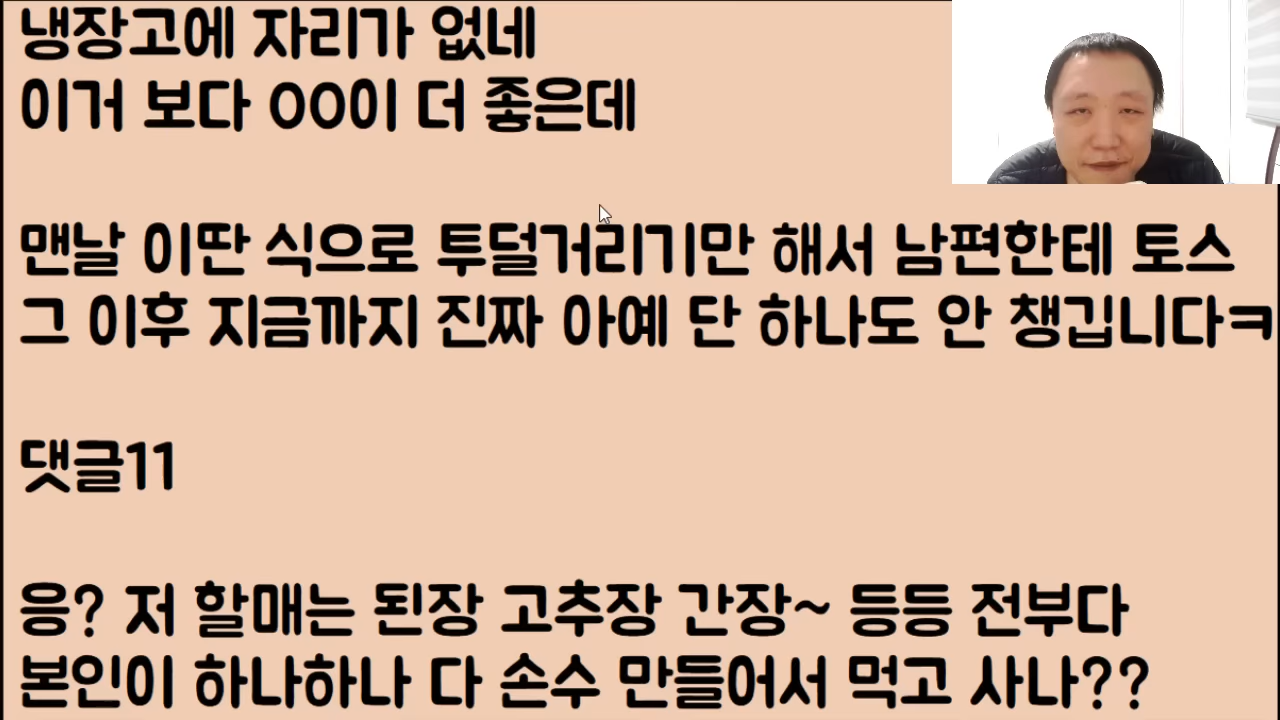 냉장고에 자리가 없네
이거 보다 OO이 더 좋은데
맨날 이딴 식으로 투덜거리기만 해서 남편한테 토스
그 이후 지금까지 진짜 아예 단 하나도 안 챙깁니다ㅋ
댓글11
응? 저 할매는 된장 고추장 간장~ 등등 전부다
본인이 하나하나 다 손수 만들어서 먹고 사나??